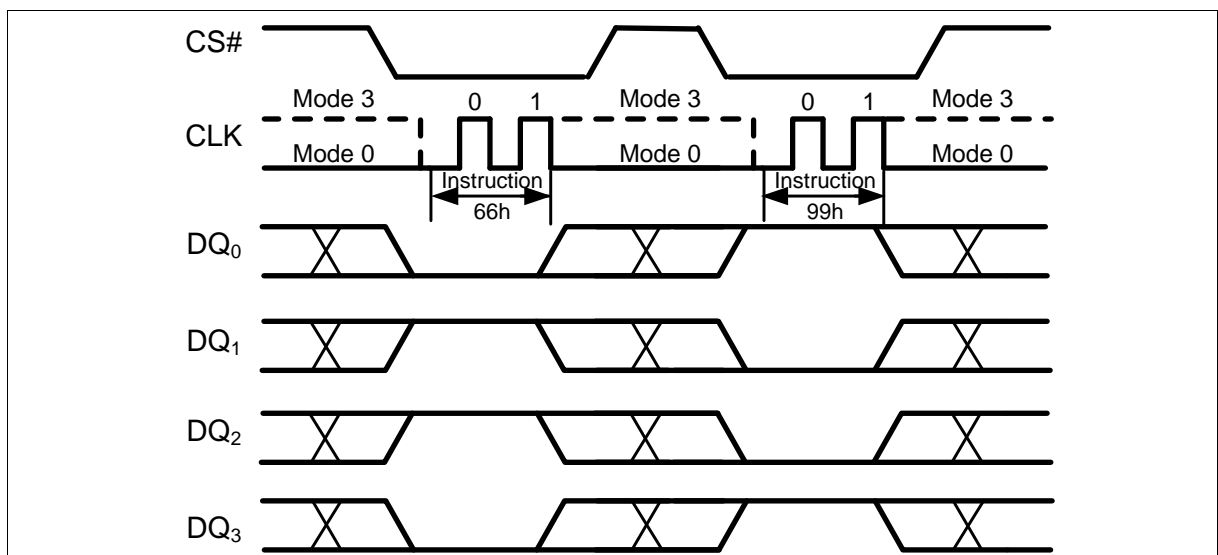 CS#
Mode 3 0 1 Mode 3 0 1 Mode 3
CLK
Mode 0 Mode 0 Mode 0
Instruction Instruction
66h 99h
DQ₀
DQ₁
DQ₂
DQ₃